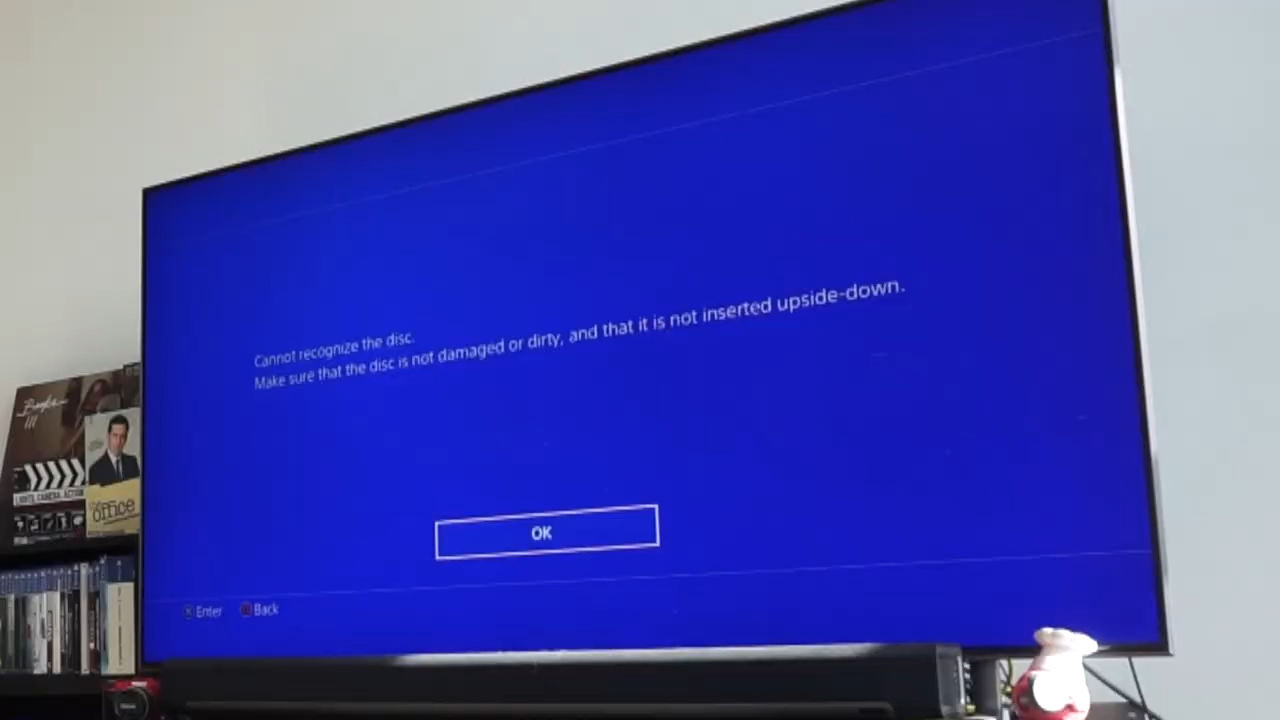 Cannot recognize the disc.
Make sure that the disc is not damaged or dirty, and that it is not inserted upside-down.
OK
Enter
Back
LIGHTS, CAMERA, ACTION
the office